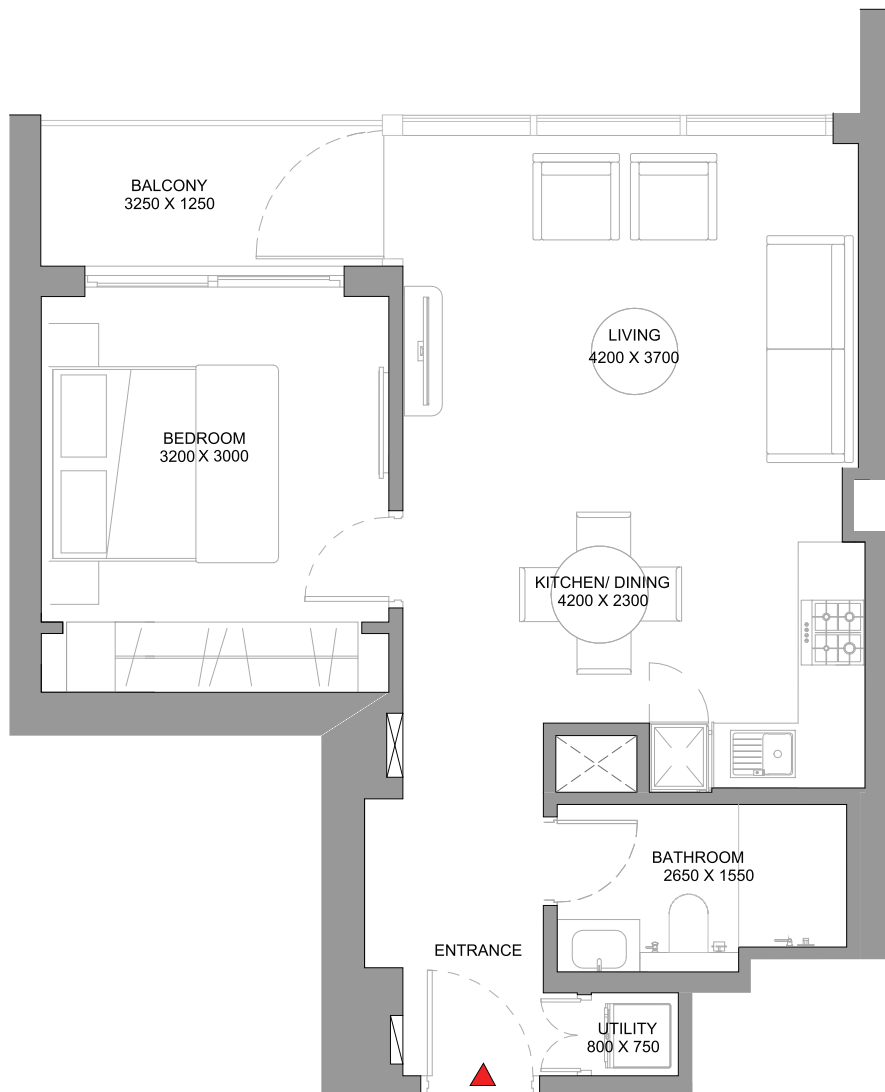 BALCONY
3250 X 1250
LIVING
4200 X 3700
BEDROOM
3200 X 3000
KITCHEN/ DINING
4200 X 2300
BATHROOM
2650 X 1550
ENTRANCE
UTILITY
800 X 750